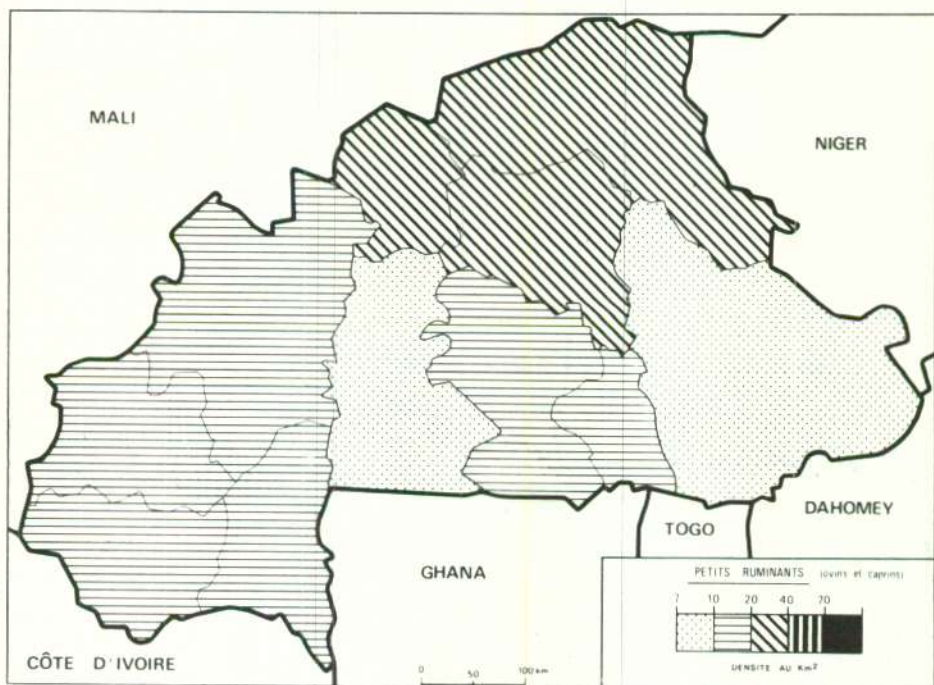 MALI
NIGER
DAHOMEY
TOGO
GHANA
CÔTE D'IVOIRE
0 50 100 km
PETITS RUMINANTS (ovins et caprins)
7 10 20 40 70
DENSITE AU Km²